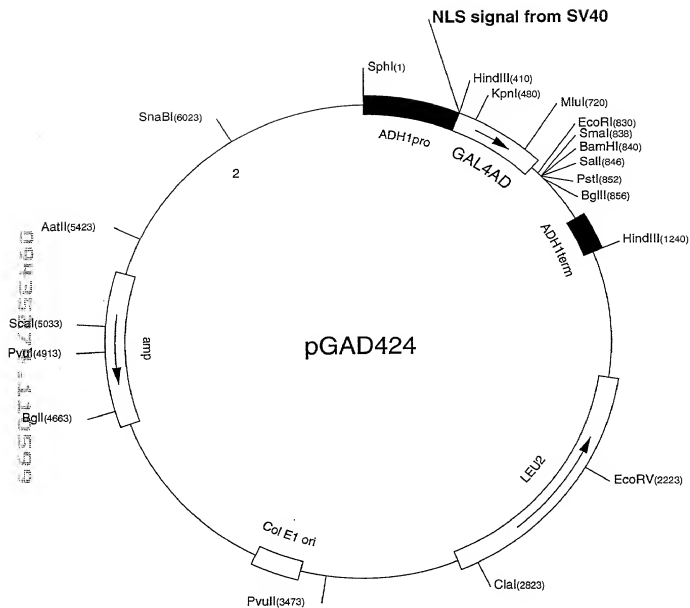 NLS signal from SV40
SphI(1)
HindIII(410)
KpnI(480)
MluI(720)
EcoRI(830)
SmaI(838)
BamHI(840)
SalI(846)
PstI(852)
BglII(856)
HindIII(1240)
EcoRV(2223)
ClaI(2823)
PvuII(3473)
BglI(4663)
PvuI(4913)
ScaI(5033)
AatII(5423)
SnaBI(6023)
2
ADH1pro
GAL4AD
ADH1term
LEU2
Col E1 ori
amp
pGAD424